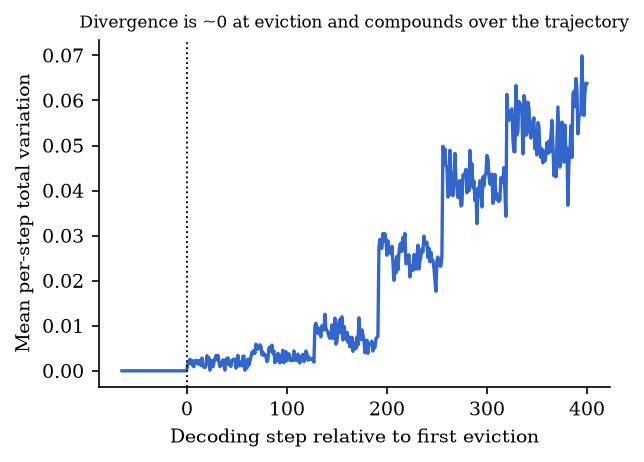 Divergence is ~0 at eviction and compounds over the trajectory
Mean per-step total variation
0.07
0.06
0.05
0.04
0.03
0.02
0.01
0.00
0 100 200 300 400
Decoding step relative to first eviction